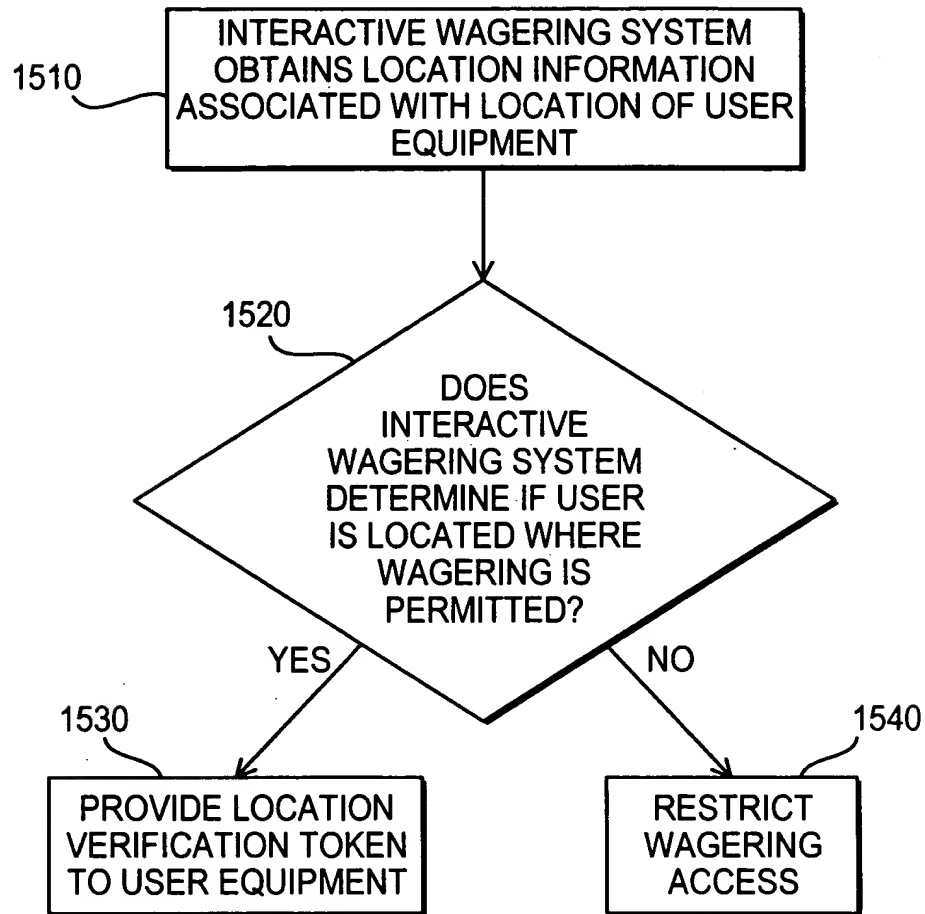 INTERACTIVE WAGERING SYSTEM
OBTAINS LOCATION INFORMATION
ASSOCIATED WITH LOCATION OF USER
EQUIPMENT
1510
1520
DOES
INTERACTIVE
WAGERING SYSTEM
DETERMINE IF USER
IS LOCATED WHERE
WAGERING IS
PERMITTED?
YES
NO
1530
PROVIDE LOCATION
VERIFICATION TOKEN
TO USER EQUIPMENT
1540
RESTRICT
WAGERING
ACCESS